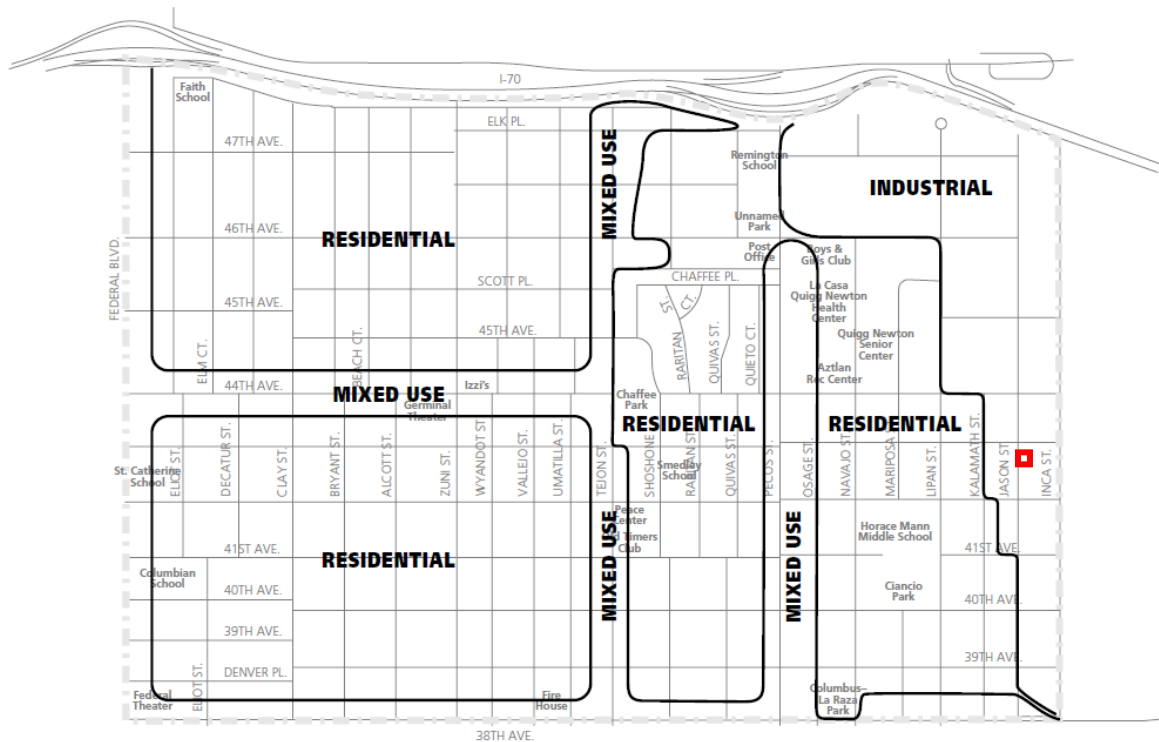 I-70
Faith
School
ELK PL.
47TH AVE.
MIXED USE
Remington
School
INDUSTRIAL
46TH AVE.
RESIDENTIAL
Unnamed
Park
Post
Office
Boys &
Girls Club
FEDERAL BLVD.
SCOTT PL.
CHAFFEE PL.
La Casa
Quigg Newton
Health
Center
45TH AVE.
ST.
CT.
45TH AVE.
Quigg Newton
Senior
Center
ELM CT.
BEACH CT.
RARITAN
QUIVAS ST.
QUIETO CT.
Aztlan
Rec Center
44TH AVE.
MIXED USE
Izzi's
Germinal
Theater
Chaffee
Park
RESIDENTIAL
RESIDENTIAL
St. Catherine
School
ELIOT ST.
DECATUR ST.
CLAY ST.
BRYANT ST.
ALCOTT ST.
ZUNI ST.
WYANDOT ST.
VALLEJO ST.
UMATILLA ST.
TEJON ST.
SHOSHONE
RARITAN ST.
Smedley
School
QUIVAS ST.
PECOS ST.
OSAGE ST.
NAVAJO ST.
MARIPOSA ST.
LIPAN ST.
KALAMATH ST.
JASON ST.
INCA ST.
Peace
Center
Old Timers
Club
MIXED USE
MIXED USE
Horace Mann
Middle School
41ST AVE.
41ST AVE.
RESIDENTIAL
Columbian
School
40TH AVE.
Ciancio
Park
40TH AVE.
39TH AVE.
39TH AVE.
DENVER PL.
ELIOT ST.
Federal
Theater
Fire
House
Columbus–
La Raza
Park
38TH AVE.